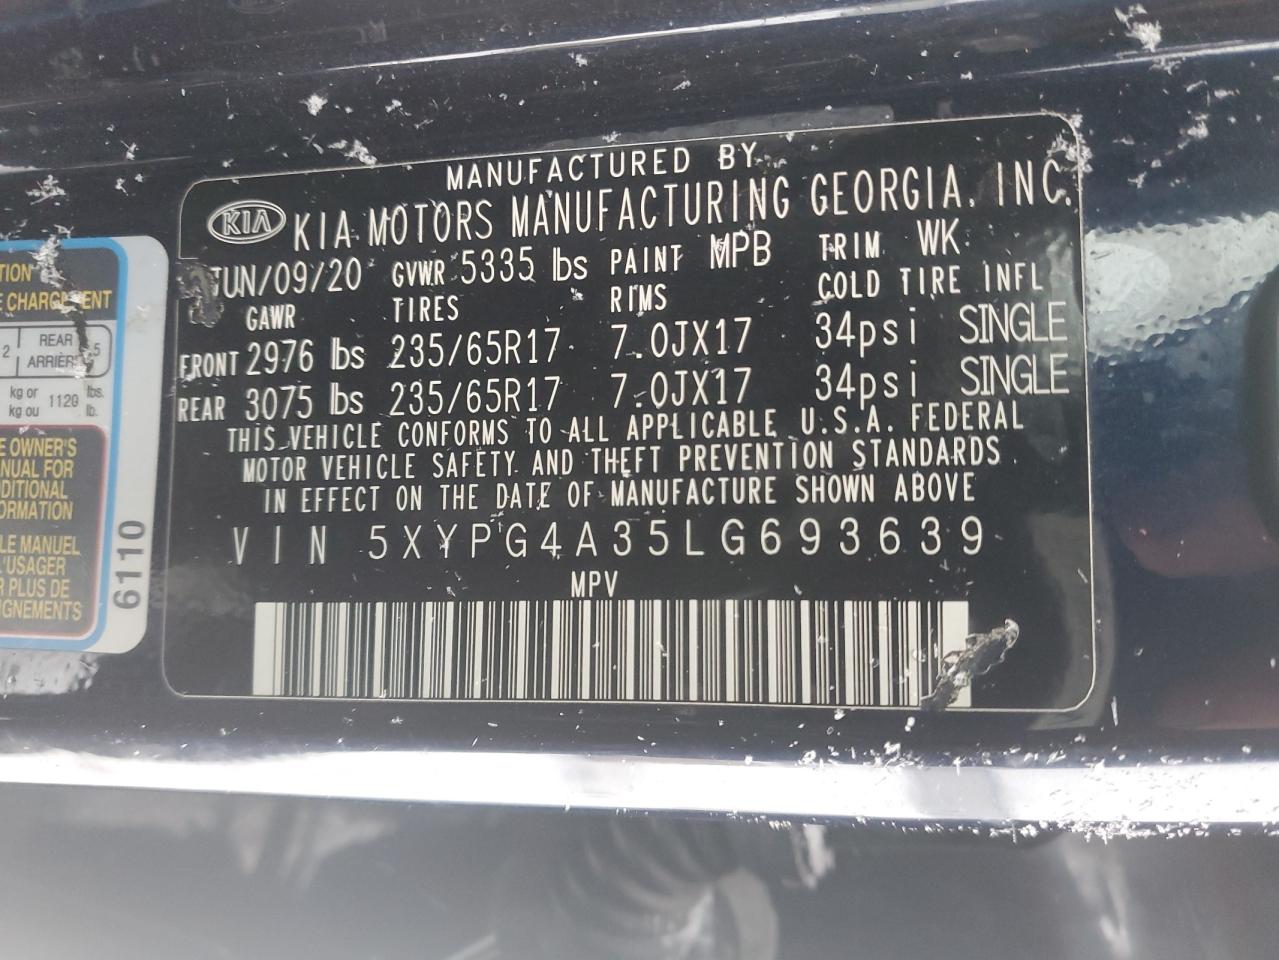 MANUFACTURED BY
KIA KIA MOTORS MANUFACTURING GEORGIA, INC.
JUN/09/20 GVWR 5335 lbs PAINT MPB TRIM WK
GAWR TIRES RIMS COLD TIRE INFL
FRONT 2976 lbs 235/65R17 7.0JX17 34psi SINGLE
REAR 3075 lbs 235/65R17 7.0JX17 34psi SINGLE
THIS VEHICLE CONFORMS TO ALL APPLICABLE U.S.A. FEDERAL
MOTOR VEHICLE SAFETY AND THEFT PREVENTION STANDARDS
IN EFFECT ON THE DATE OF MANUFACTURE SHOWN ABOVE
VIN 5XYPG4A35LG693639
MPV
TION
E CHARGEMENT
2 REAR 5
ARRIÈRE
kg or 1120 lbs.
kg ou lb.
E OWNER'S
NUAL FOR
DDITIONAL
ORMATION
LE MANUEL
L'USAGER
R PLUS DE
IGNEMENTS
6110